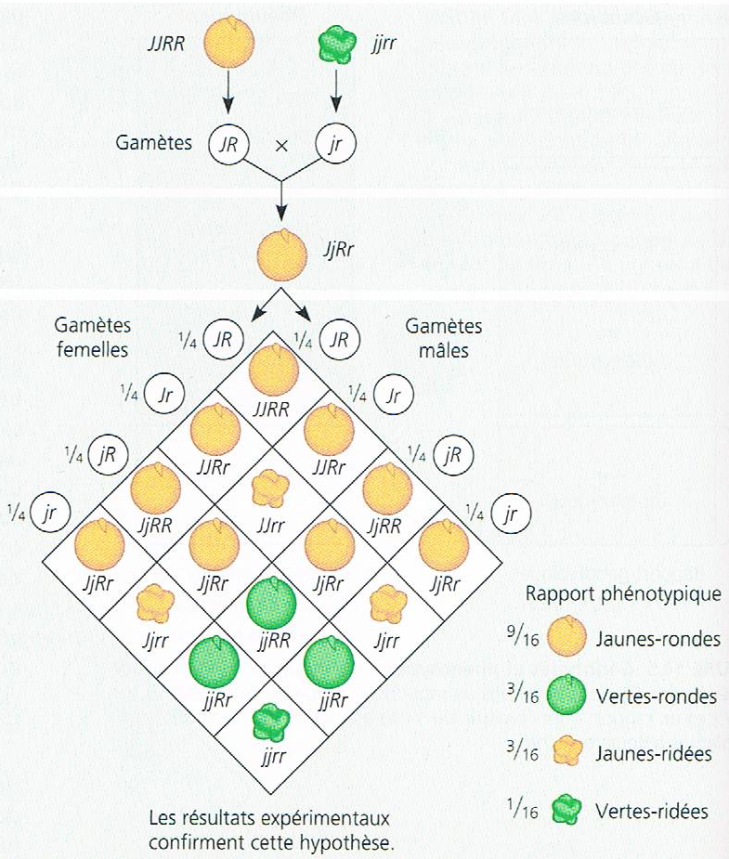 JJRR jjrr
Gamètes JR × jr
JjRr
Gamètes
femelles
Gamètes
mâles
1/4 JR 1/4 JR
1/4 Jr 1/4 Jr
1/4 jR 1/4 jR
1/4 jr 1/4 jr
JJRR
JJRr JJRr
JjRR JJrr JjRR
JjRr JjRr JjRr JjRr
Jjrr jjRR Jjrr
jjRr jjRr
jjrr
Rapport phénotypique
9/16 Jaunes-rondes
3/16 Vertes-rondes
3/16 Jaunes-ridées
1/16 Vertes-ridées
Les résultats expérimentaux
confirment cette hypothèse.